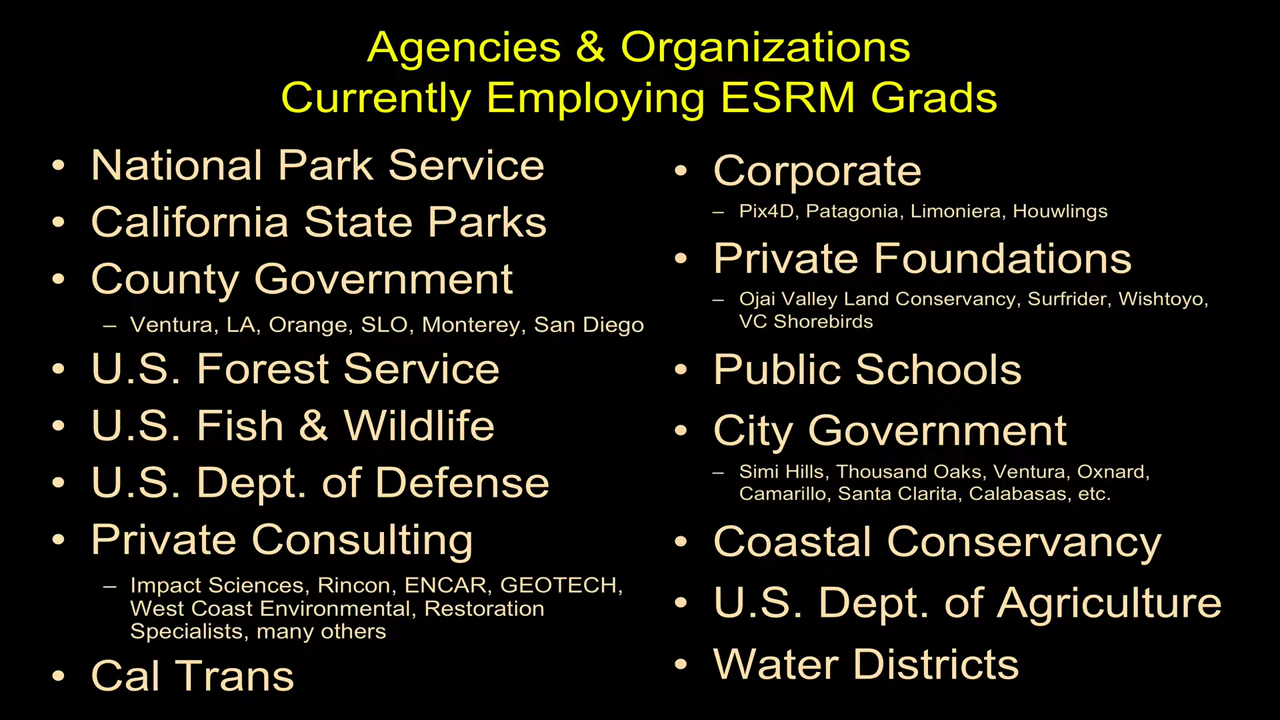 Agencies & Organizations
Currently Employing ESRM Grads
• National Park Service
• California State Parks
• County Government
– Ventura, LA, Orange, SLO, Monterey, San Diego
• U.S. Forest Service
• U.S. Fish & Wildlife
• U.S. Dept. of Defense
• Private Consulting
– Impact Sciences, Rincon, ENCAR, GEOTECH,
West Coast Environmental, Restoration
Specialists, many others
• Cal Trans
• Corporate
– Pix4D, Patagonia, Limoniera, Houwlings
• Private Foundations
– Ojai Valley Land Conservancy, Surfrider, Wishtoyo,
VC Shorebirds
• Public Schools
• City Government
– Simi Hills, Thousand Oaks, Ventura, Oxnard,
Camarillo, Santa Clarita, Calabasas, etc.
• Coastal Conservancy
• U.S. Dept. of Agriculture
• Water Districts